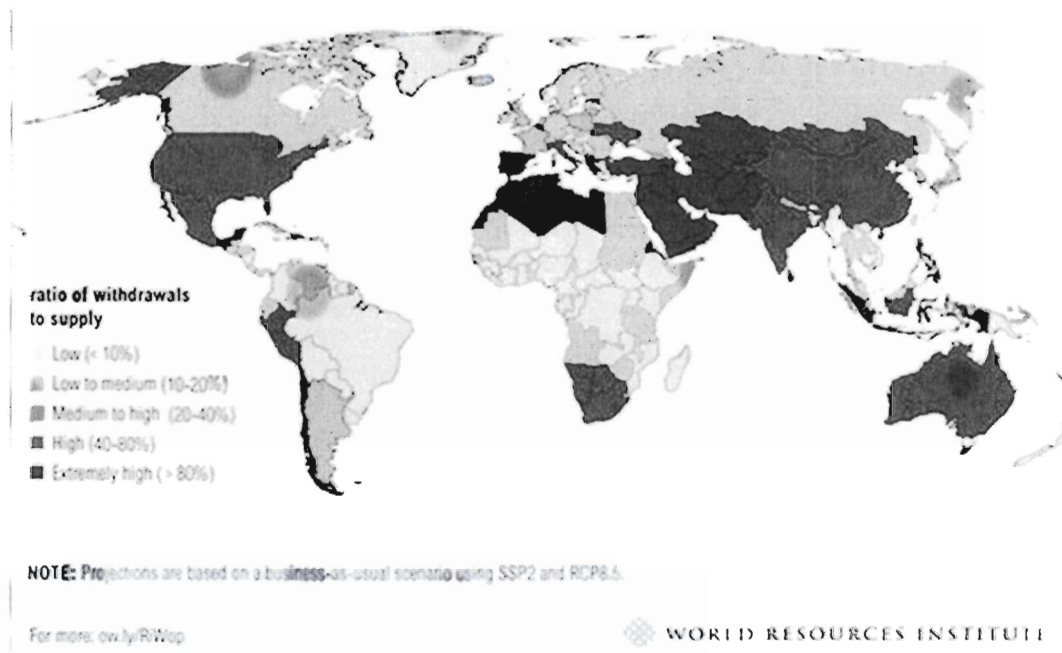 ratio of withdrawals
to supply
Low (< 10%)
Low to medium (10-20%)
Medium to high (20-40%)
High (40-80%)
Extremely high ( > 80%)
NOTE: Projections are based on a business-as-usual scenario using SSP2 and RCP8.5.
For more: ow.ly/RiWop
WORLD RESOURCES INSTITUTE